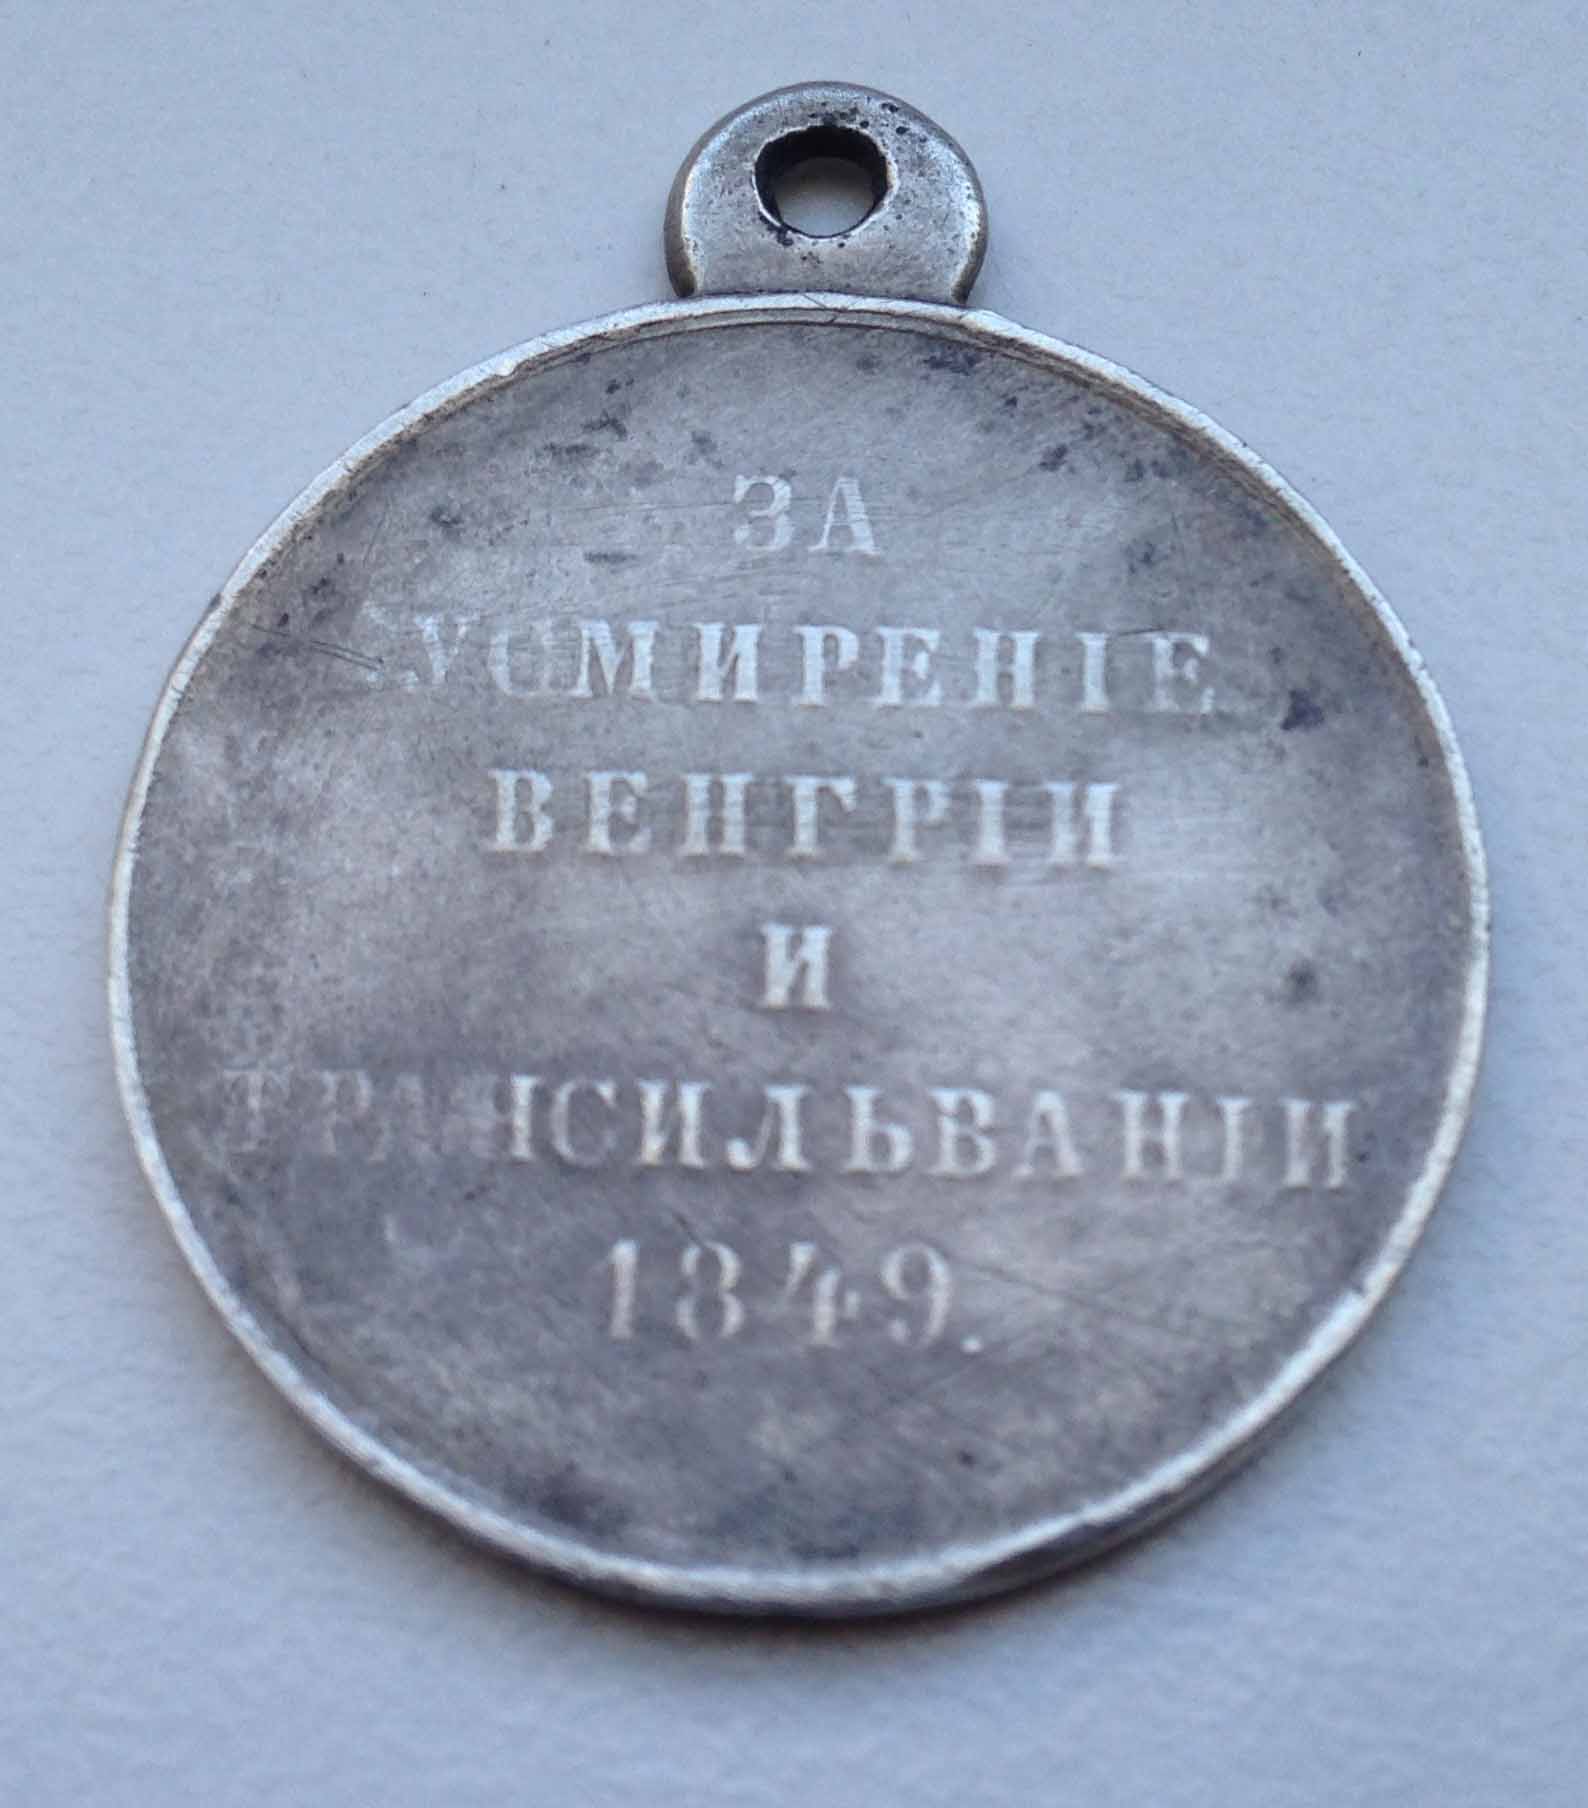 ЗА
УСМИРЕНІЕ
ВЕНГРІИ
И
ТРАНСИЛЬВАНІИ
1849.